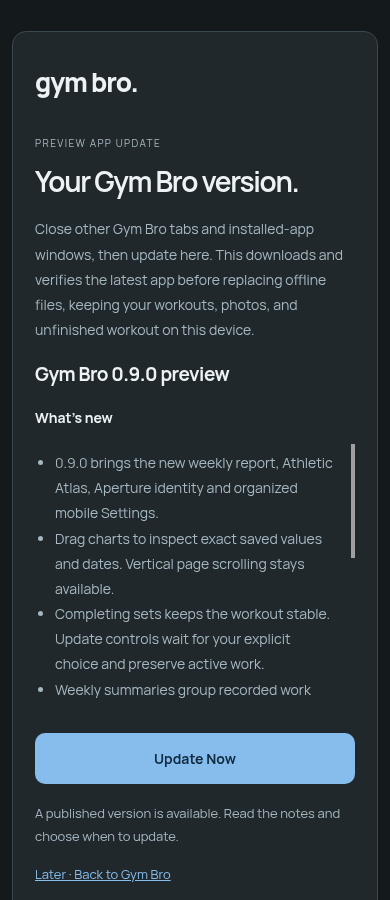 gym bro.
PREVIEW APP UPDATE
Your Gym Bro version.
Close other Gym Bro tabs and installed-app
windows, then update here. This downloads and
verifies the latest app before replacing offline
files, keeping your workouts, photos, and
unfinished workout on this device.
Gym Bro 0.9.0 preview
What's new
• 0.9.0 brings the new weekly report, Athletic
Atlas, Aperture identity and organized
mobile Settings.
• Drag charts to inspect exact saved values
and dates. Vertical page scrolling stays
available.
• Completing sets keeps the workout stable.
Update controls wait for your explicit
choice and preserve active work.
• Weekly summaries group recorded work
Update Now
A published version is available. Read the notes and
choose when to update.
Later · Back to Gym Bro